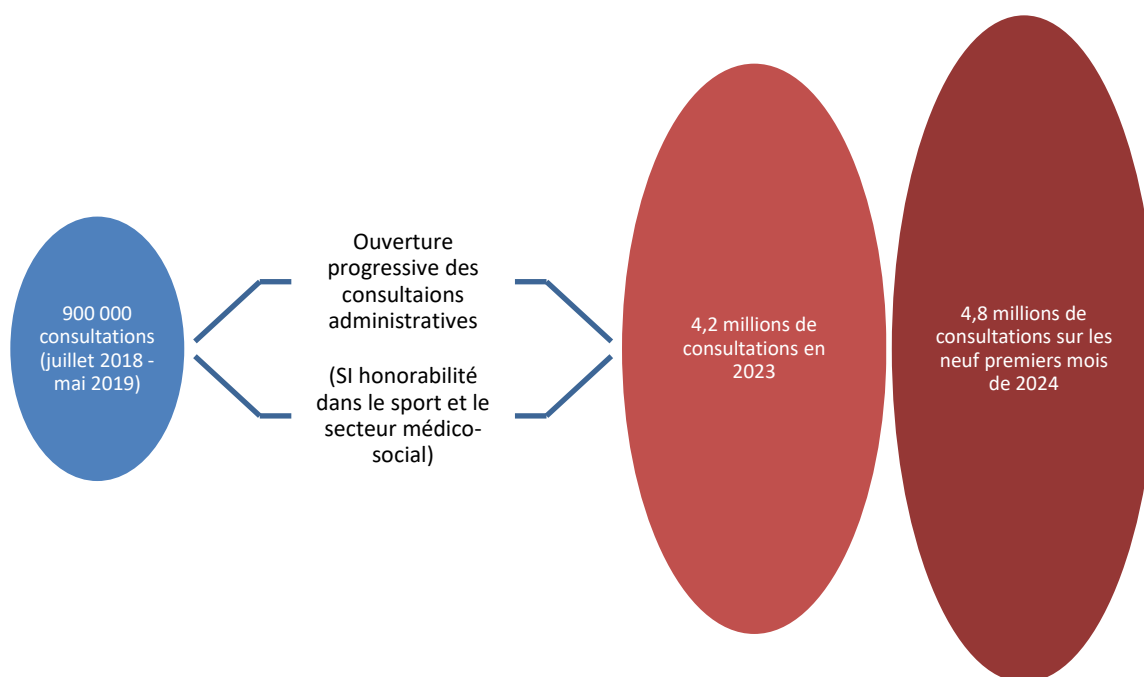 900 000
consultations
(juillet 2018 -
mai 2019)
Ouverture
progressive des
consultaions
administratives
(SI honorabilité
dans le sport et le
secteur médico-
social)
4,2 millions de
consultations en
2023
4,8 millions de
consultations sur les
neuf premiers mois
de 2024